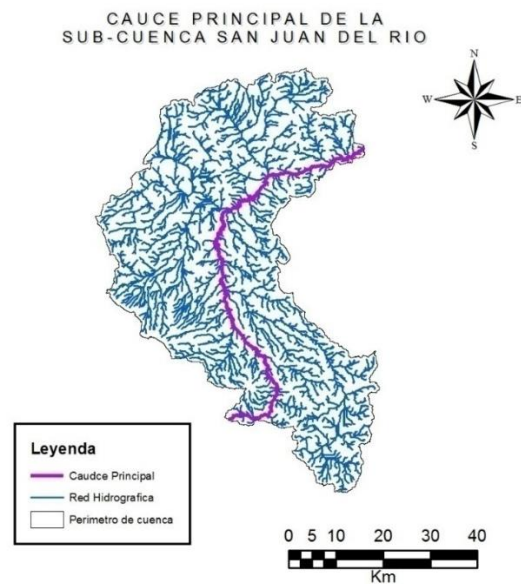 CAUCE PRINCIPAL DE LA
SUB-CUENCA SAN JUAN DEL RIO
N
W E
S
Leyenda
Caudce Principal
Red Hidrografica
Perimetro de cuenca
0 5 10 20 30 40
Km